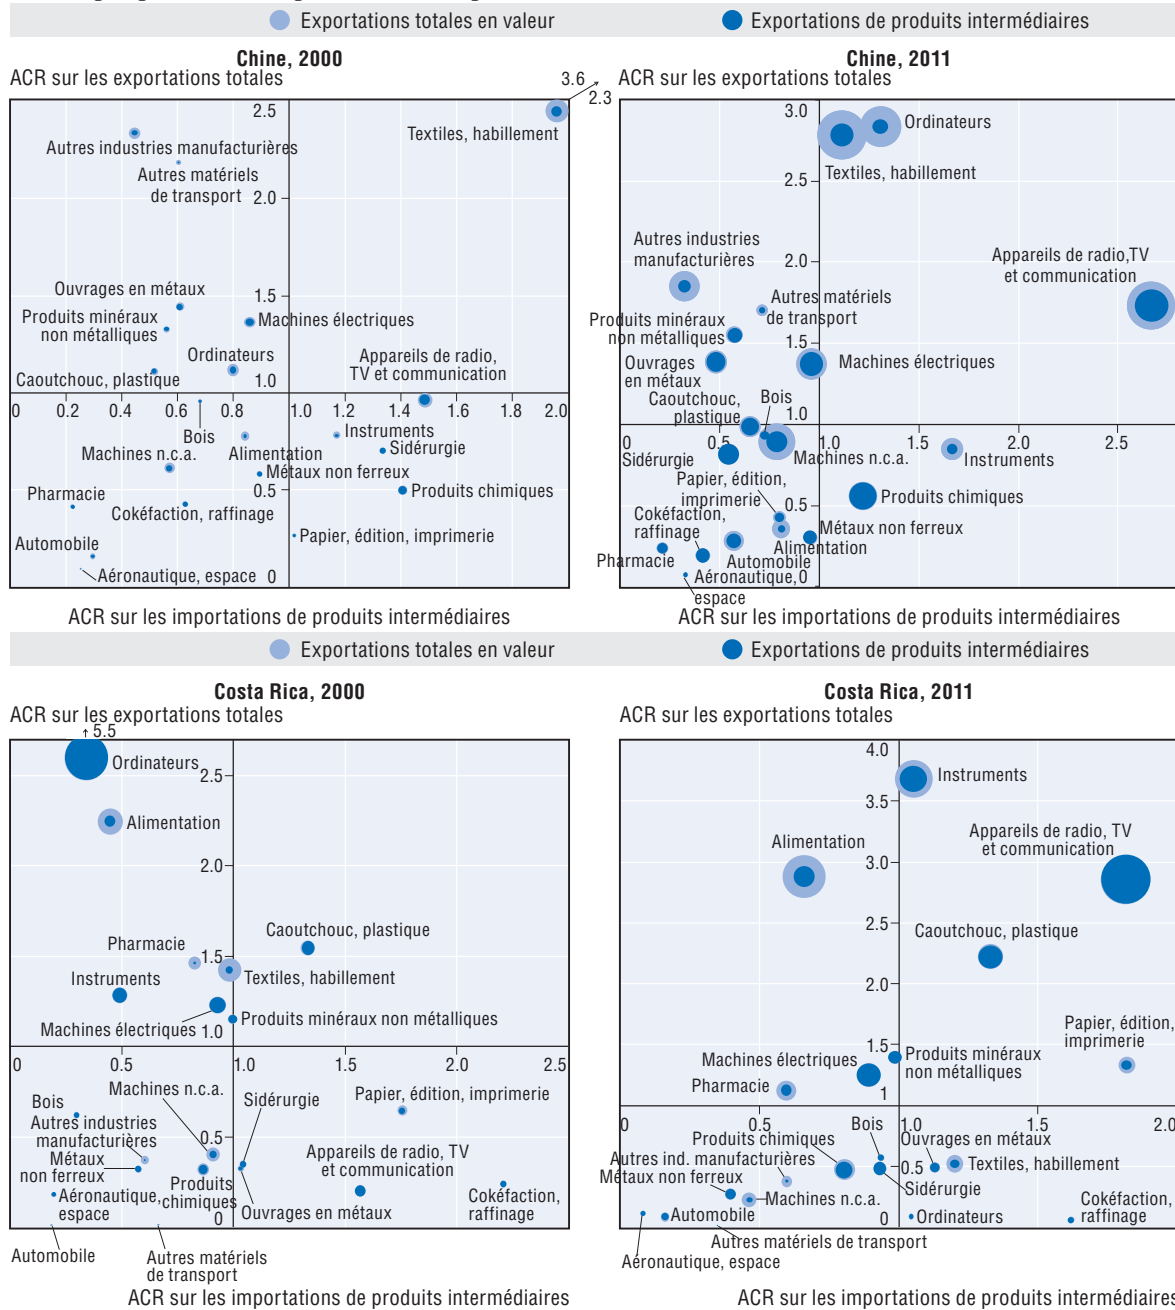 Exportations totales en valeur
Exportations de produits intermédiaires
Chine, 2000
ACR sur les exportations totales
3.6
2.3
2.5
Textiles, habillement
Autres industries manufacturières
Autres matériels
de transport
2.0
Ouvrages en métaux
1.5
Produits minéraux
non métalliques
Machines électriques
Ordinateurs
Appareils de radio,
TV et communication
Caoutchouc, plastique
1.0
0
0.2
0.4
0.6
0.8
1.0
1.2
1.4
1.6
1.8
2.0
Bois
Instruments
Machines n.c.a.
Alimentation
Sidérurgie
Métaux non ferreux
Pharmacie
0.5
Produits chimiques
Cokéfaction, raffinage
Automobile
Papier, édition, imprimerie
Aéronautique, espace
0
ACR sur les importations de produits intermédiaires
Chine, 2011
ACR sur les exportations totales
3.0
Ordinateurs
Textiles, habillement
2.5
Autres industries
manufacturières
2.0
Appareils de radio,TV
et communication
Autres matériels
de transport
Produits minéraux
non métalliques
1.5
Ouvrages
en métaux
Machines électriques
Caoutchouc,
plastique
Bois
1.0
0
0.5
1.0
1.5
2.0
2.5
Sidérurgie
Machines n.c.a.
Instruments
Papier, édition,
imprimerie
0.5
Produits chimiques
Cokéfaction,
raffinage
Métaux non ferreux
Alimentation
Pharmacie
Automobile
Aéronautique,
espace
0
ACR sur les importations de produits intermédiaires
Exportations totales en valeur
Exportations de produits intermédiaires
Costa Rica, 2000
ACR sur les exportations totales
↑ 5.5
Ordinateurs
2.5
Alimentation
2.0
Caoutchouc, plastique
Pharmacie
1.5
Instruments
Textiles, habillement
Machines électriques
Produits minéraux non métalliques
1.0
0
0.5
1.0
1.5
2.0
2.5
Machines n.c.a.
Bois
Sidérurgie
Papier, édition, imprimerie
Autres industries
manufacturières
0.5
Métaux
non ferreux
Appareils de radio, TV
et communication
Produits
chimiques
Aéronautique,
espace
Cokéfaction,
raffinage
Ouvrages en métaux
0
Automobile
Autres matériels
de transport
ACR sur les importations de produits intermédiaires
Costa Rica, 2011
ACR sur les exportations totales
4.0
Instruments
3.5
Alimentation
Appareils de radio, TV
et communication
3.0
2.5
Caoutchouc, plastique
2.0
Papier, édition,
imprimerie
1.5
Machines électriques
Produits minéraux
non métalliques
Pharmacie
1
0
0.5
1.0
1.5
2.0
Bois
Produits chimiques
Ouvrages en métaux
Autres ind. manufacturières
0.5
Textiles, habillement
Métaux non ferreux
Sidérurgie
Machines n.c.a.
Cokéfaction,
raffinage
Automobile
0
Ordinateurs
Autres matériels de transport
Aéronautique, espace
ACR sur les importations de produits intermédiaires